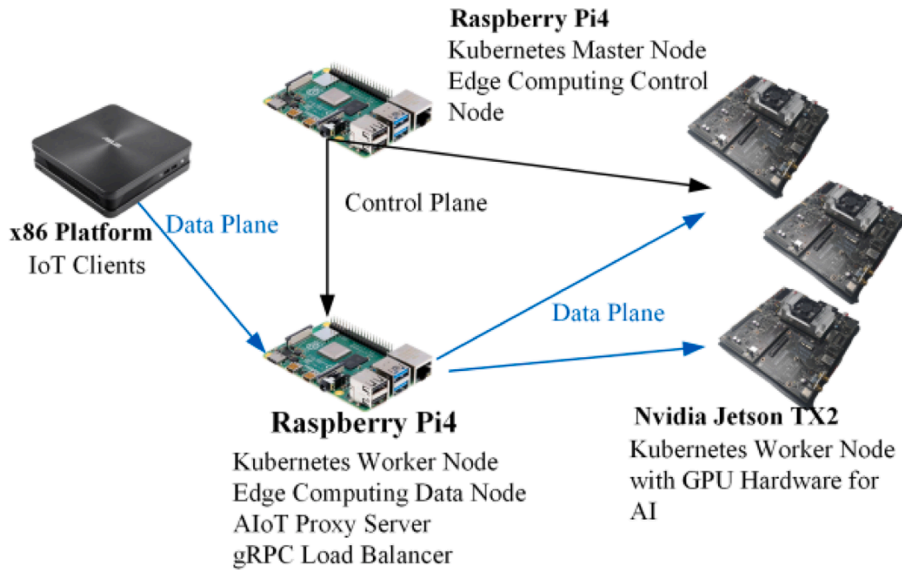 Raspberry Pi4
Kubernetes Master Node
Edge Computing Control
Node
x86 Platform
IoT Clients
Data Plane
Control Plane
Data Plane
Raspberry Pi4
Kubernetes Worker Node
Edge Computing Data Node
AIoT Proxy Server
gRPC Load Balancer
Nvidia Jetson TX2
Kubernetes Worker Node
with GPU Hardware for
AI